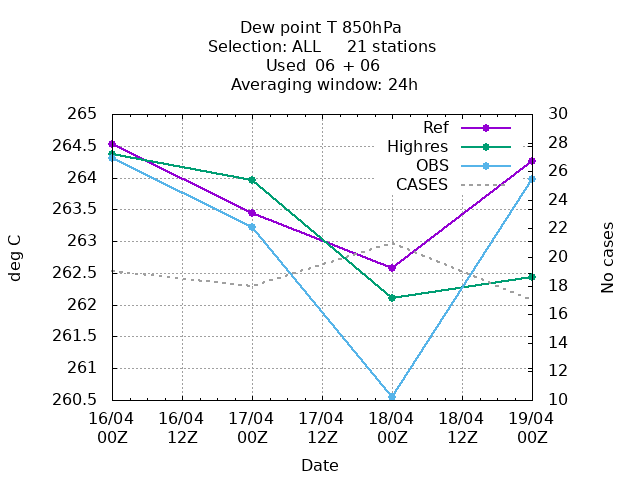 Dew point T 850hPa
Selection: ALL     21 stations
Used  06 + 06
Averaging window: 24h
265
264.5
264
263.5
263
262.5
262
261.5
261
260.5
30
28
26
24
22
20
18
16
14
12
10
Ref
Highres
OBS
CASES
deg C
No cases
16/04 16/04 17/04 17/04 18/04 18/04 19/04
00Z 12Z 00Z 12Z 00Z 12Z 00Z
Date